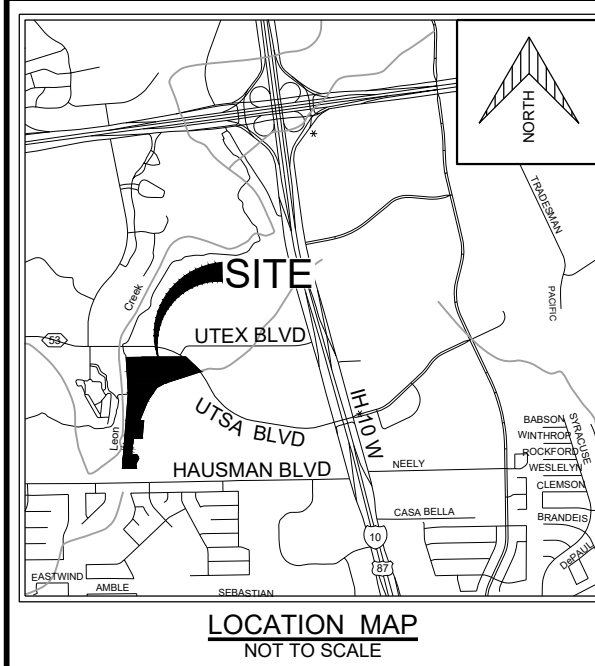 NORTH
*
TRADESMAN
PACIFIC
SITE
Creek
53
UTEX BLVD
UTSA BLVD
IH 10 W
Leon
HAUSMAN BLVD
NEELY
BABSON
SYRACUSE
WINTHROP
ROCKFORD
WESLELYN
CLEMSON
BRANDEIS
DePAUL
CASA BELLA
10
87
EASTWIND
AMBLE
SEBASTIAN
LOCATION MAP
NOT TO SCALE